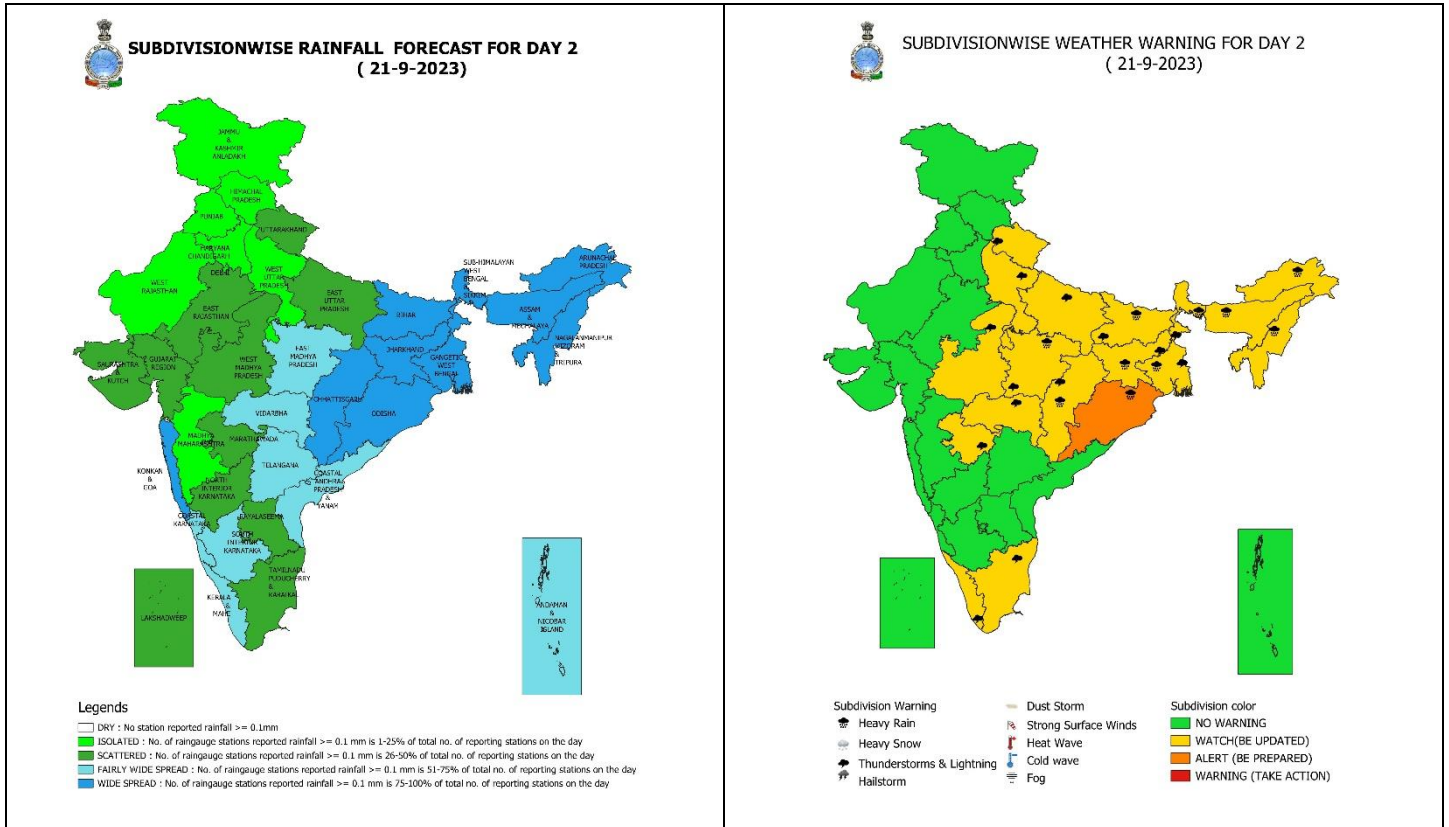 SUBDIVISIONWISE RAINFALL FORECAST FOR DAY 2
( 21-9-2023)
JAMMU
&
KASHMIR
ANLADAKH
HIMACHAL
PRADESH
PUNJAB
UTTARAKHAND
HARYANA
CHANDIGARH
&
DELHI
WEST
UTTAR
PRADESH
WEST
RAJASTHAN
EAST
UTTAR
PRADESH
EAST
RAJASTHAN
SUB-HIMALAYAN
WEST
BENGAL
&
SIKKIM
ARUNACHAL
PRADESH
ASSAM
&
MEGHALAYA
BIHAR
NAGALANMANIPUR
MIZORAM
&
TRIPURA
EAST
MADHYA
PRADESH
JHARKHAND
GANGETIC
WEST
BENGAL
GUJARAT
REGION
SAURASHTRA
&
KUTCH
WEST
MADHYA
PRADESH
CHHATTISGARH
ODISHA
VIDARBHA
MADHYA
MAHARASHTRA
MARATHAWADA
TELANGANA
KONKAN
&
GOA
COASTAL
ANDHRA
PRADESH
&
YANAM
NORTH
INTERIOR
KARNATAKA
COASTAL
KARNATAKA
RAYALASEEMA
SOUTH
INTERIOR
KARNATAKA
TAMILNADU
PUDUCHERRY
&
KARAIKAL
KERALA
&
MAHE
LAKSHADWEEP
ANDAMAN
&
NICOBAR
ISLAND
Legends
DRY : No station reported rainfall >= 0.1mm
ISOLATED : No. of raingauge stations reported rainfall >= 0.1 mm is 1-25% of total no. of reporting stations on the day
SCATTERED : No. of raingauge stations reported rainfall >= 0.1 mm is 26-50% of total no. of reporting stations on the day
FAIRLY WIDE SPREAD : No. of raingauge stations reported rainfall >= 0.1 mm is 51-75% of total no. of reporting stations on the day
WIDE SPREAD : No. of raingauge stations reported rainfall >= 0.1 mm is 75-100% of total no. of reporting stations on the day
SUBDIVISIONWISE WEATHER WARNING FOR DAY 2
( 21-9-2023)
Subdivision Warning
Heavy Rain
Heavy Snow
Thunderstorms & Lightning
Hailstorm
Dust Storm
Strong Surface Winds
Heat Wave
Cold wave
Fog
Subdivision color
NO WARNING
WATCH(BE UPDATED)
ALERT (BE PREPARED)
WARNING (TAKE ACTION)